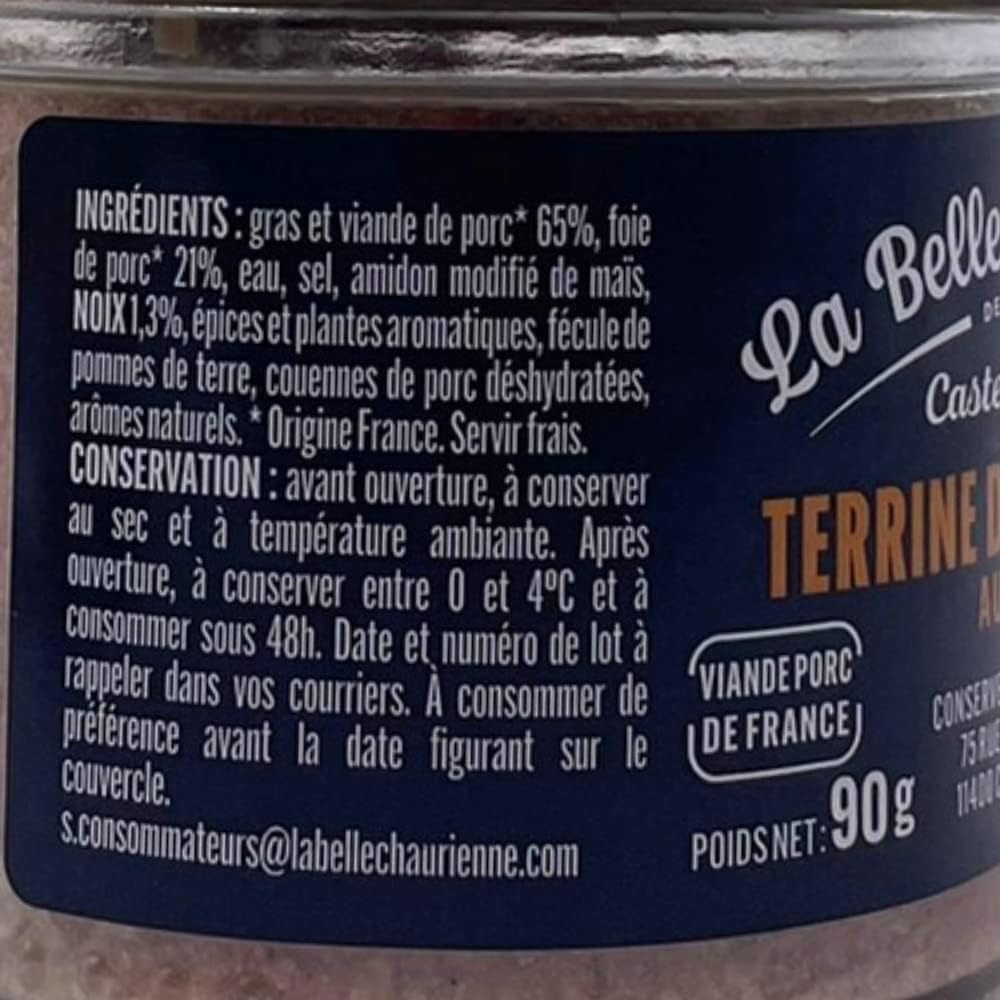 INGRÉDIENTS : gras et viande de porc* 65%, foie
de porc* 21%, eau, sel, amidon modifié de maïs,
NOIX 1,3%, épices et plantes aromatiques, fécule de
pommes de terre, couennes de porc déshydratées,
arômes naturels. * Origine France. Servir frais.
CONSERVATION : avant ouverture, à conserver
au sec et à température ambiante. Après
ouverture, à conserver entre 0 et 4ºC et à
consommer sous 48h. Date et numéro de lot à
rappeler dans vos courriers. À consommer de
préférence avant la date figurant sur le
couvercle.
s.consommateurs@labellechaurienne.com
La Belle
TERRINE
VIANDE PORC
DE FRANCE
POIDS NET : 90g
75 RUE
11400